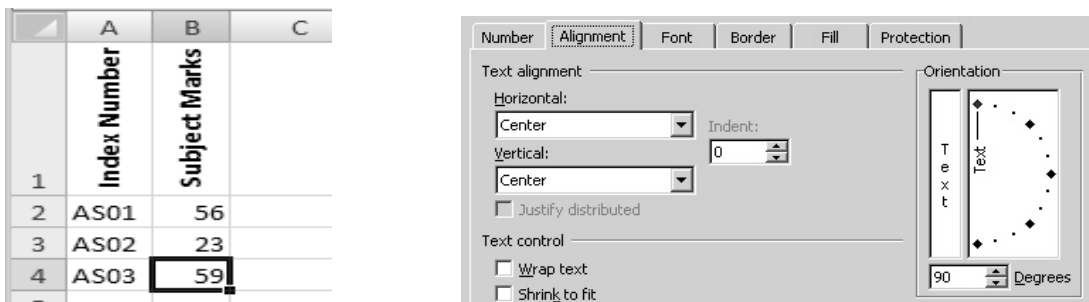 A B C
1 Index Number Subject Marks
2 AS01 56
3 AS02 23
4 AS03 59
Number Alignment Font Border Fill Protection
Text alignment
Horizontal:
Center
Indent:
0
Vertical:
Center
Justify distributed
Text control
Wrap text
Shrink to fit
Orientation
Text
Text
90 Degrees